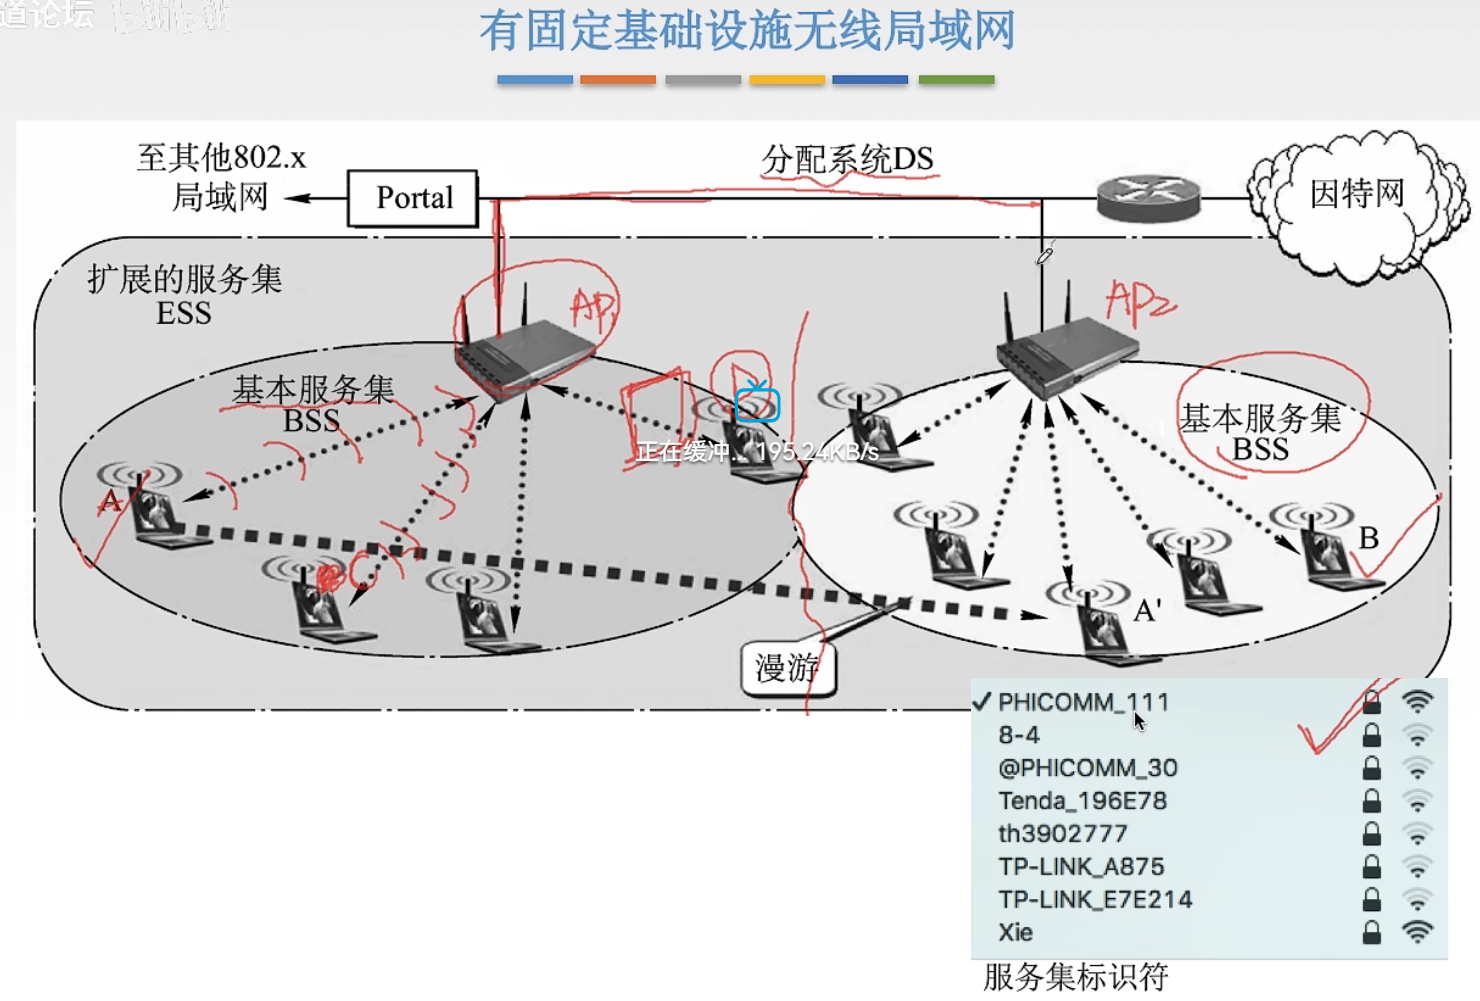 道论坛 bilibili
有固定基础设施无线局域网
至其他802.x
局域网
Portal
分配系统DS
因特网
扩展的服务集
ESS
AP1
AP2
基本服务集
BSS
基本服务集
BSS
正在缓冲... 195.24KB/s
A
B
A'
漫游
PHICOMM_111
8-4
@PHICOMM_30
Tenda_196E78
th3902777
TP-LINK_A875
TP-LINK_E7E214
Xie
服务集标识符